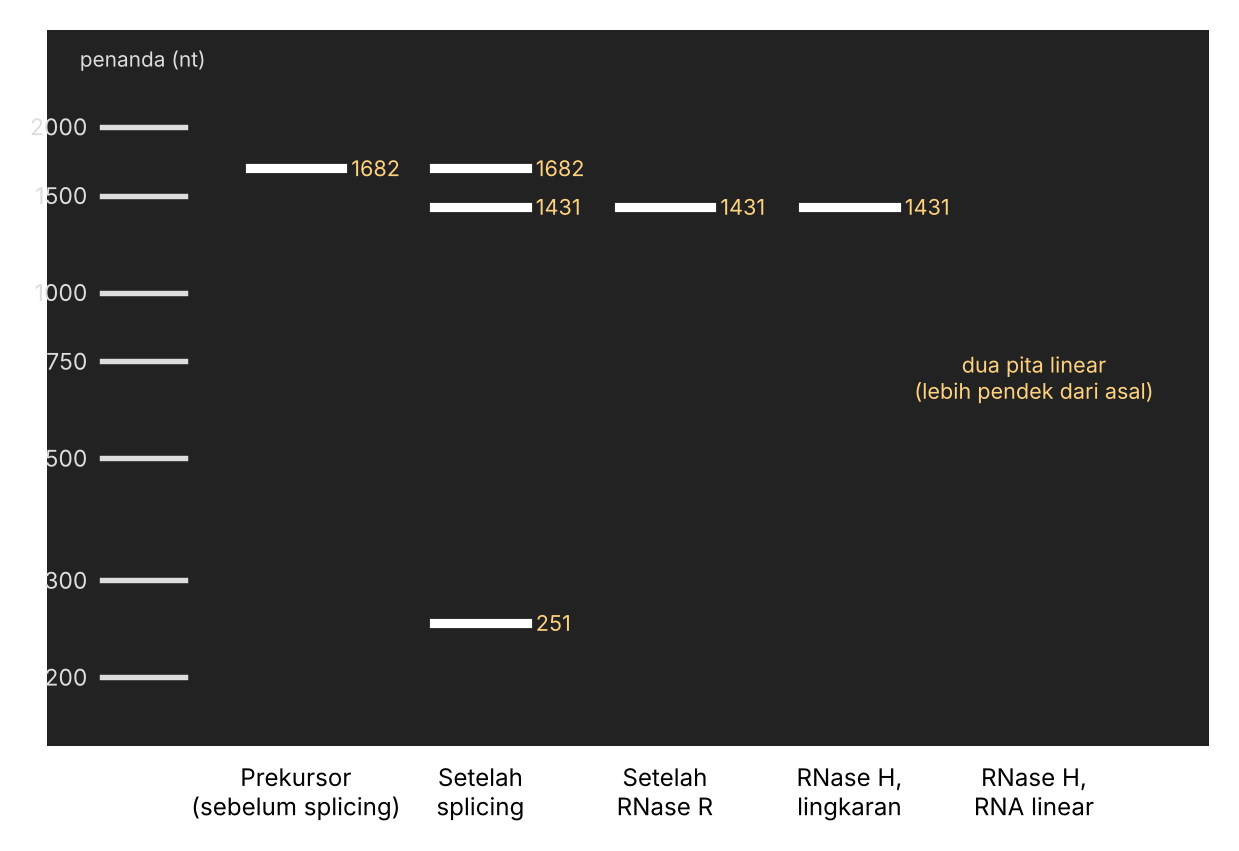 penanda (nt)
2000
1682 1682
1500
1431 1431 1431
1000
750
dua pita linear
(lebih pendek dari asal)
500
300
251
200
Prekursor
(sebelum splicing)
Setelah
splicing
Setelah
RNase R
RNase H,
lingkaran
RNase H,
RNA linear